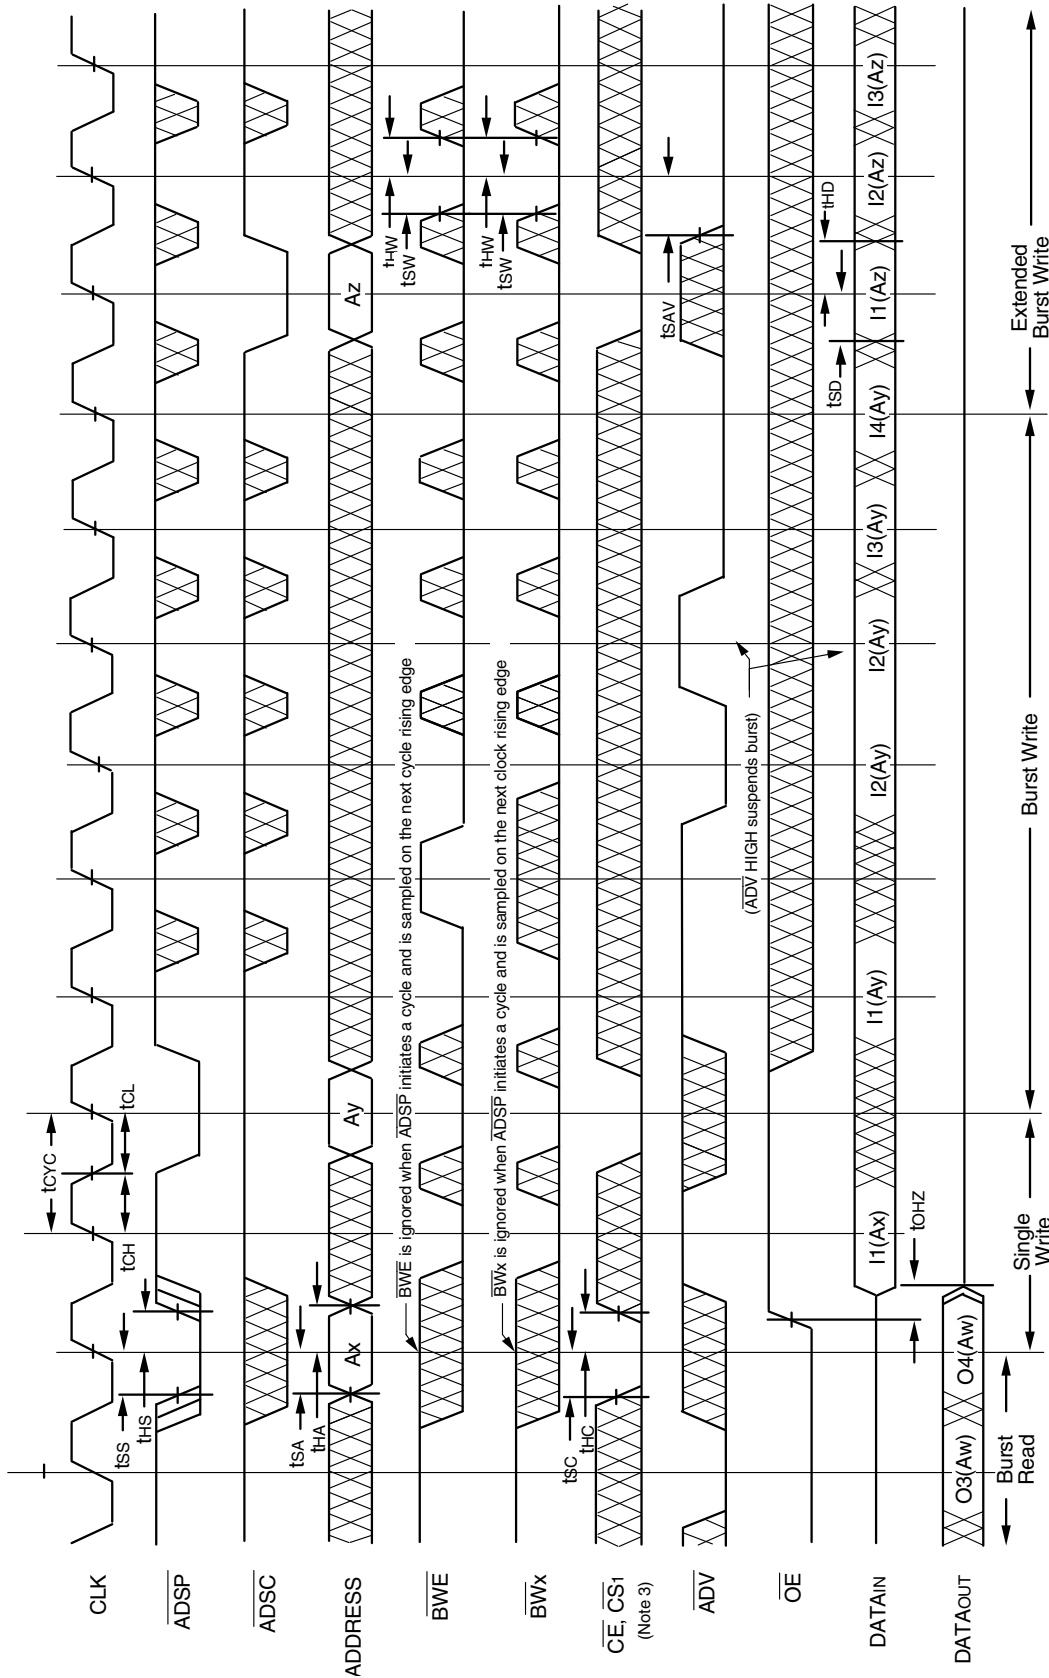 CLK
tCYC
tCH
tCL
ADSP
tSS
tHS
ADSC
ADDRESS
Ax
Ay
Az
tSA
tHA
BWE
BWE is ignored when ADSP initiates a cycle and is sampled on the next cycle rising edge
tHW
tSW
BWx
BWx is ignored when ADSP initiates a cycle and is sampled on the next clock rising edge
tHW
tSW
CE, CS1
(Note 3)
tSC
tHC
ADV
tSAV
(ADV HIGH suspends burst)
OE
DATAIN
I1(Ax)
I1(Ay)
I2(Ay)
I2(Ay)
I3(Ay)
I4(Ay)
I1(Az)
I2(Az)
I3(Az)
tSD
tHD
tOHZ
DATAOUT
O3(Aw)
O4(Aw)
Burst
Read
Single
Write
Burst Write
Extended
Burst Write